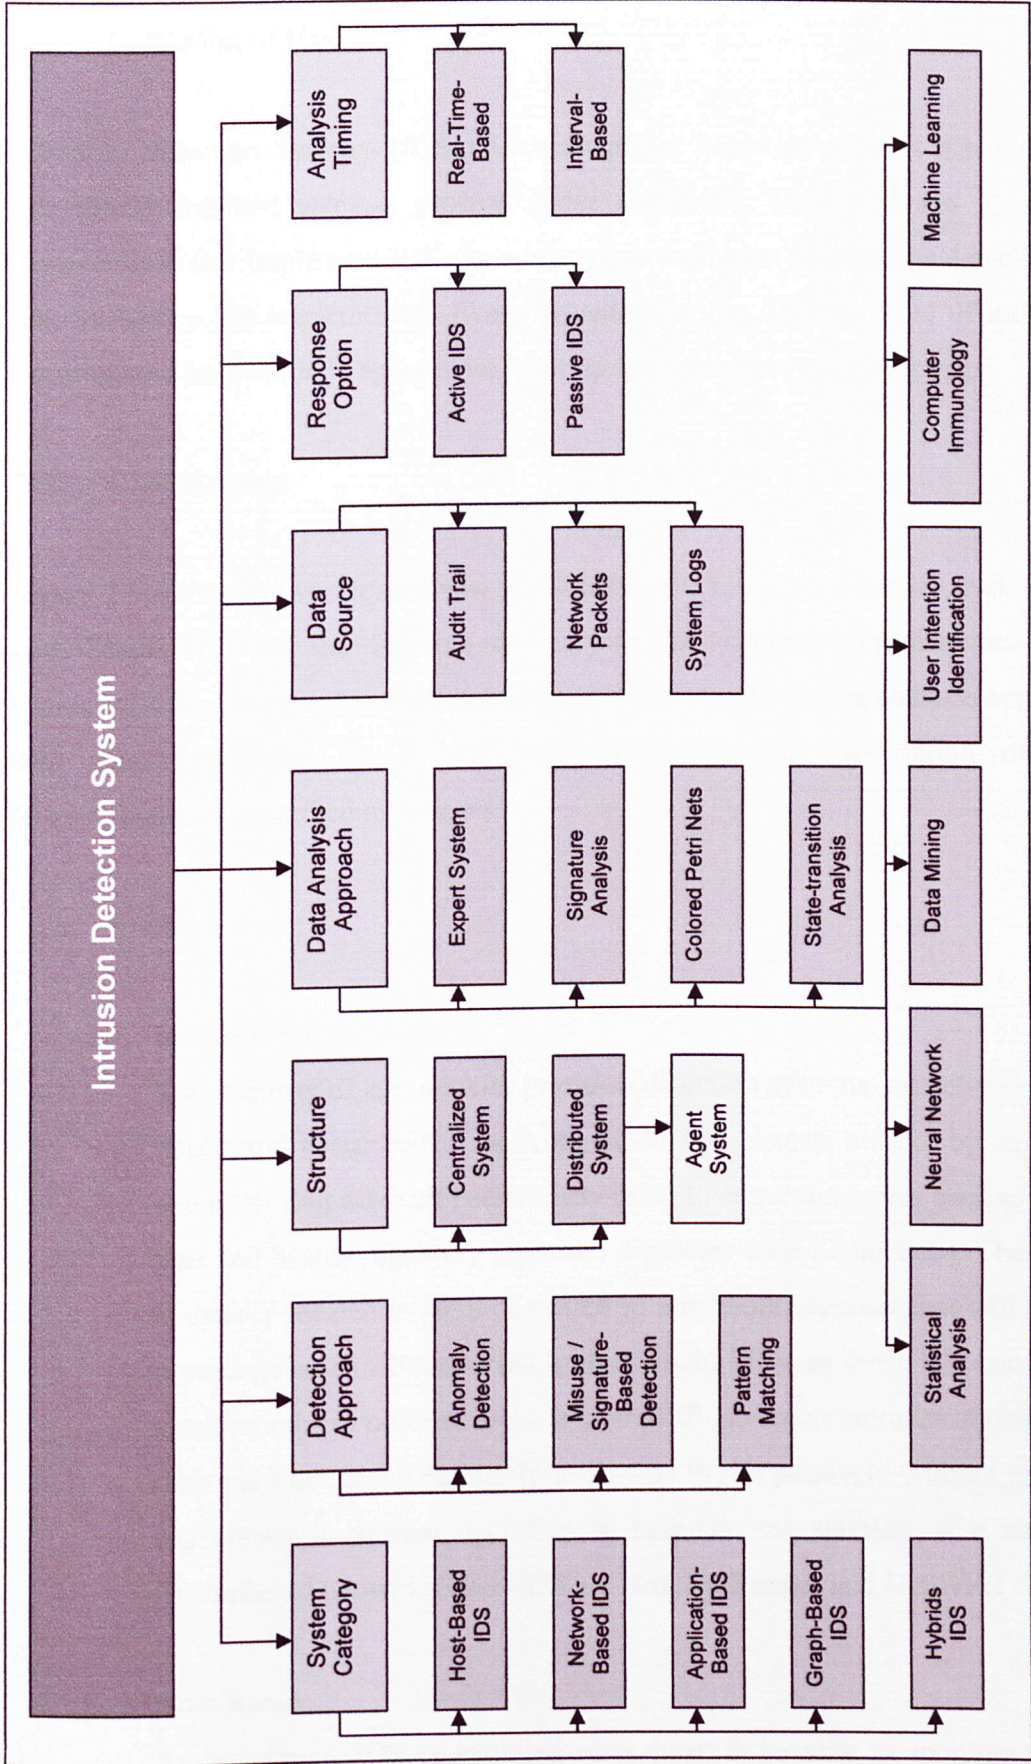 Intrusion Detection System
System
Category
Host-Based
IDS
Network-
Based IDS
Application-
Based IDS
Graph-Based
IDS
Hybrids
IDS
Detection
Approach
Anomaly
Detection
Misuse /
Signature-
Based
Detection
Pattern
Matching
Structure
Centralized
System
Distributed
System
Agent
System
Data Analysis
Approach
Expert System
Signature
Analysis
Colored Petri Nets
State-transition
Analysis
Statistical
Analysis
Neural Network
Data Mining
User Intention
Identification
Computer
Immunology
Machine Learning
Data
Source
Audit Trail
Network
Packets
System Logs
Response
Option
Active IDS
Passive IDS
Analysis
Timing
Real-Time-
Based
Interval-
Based